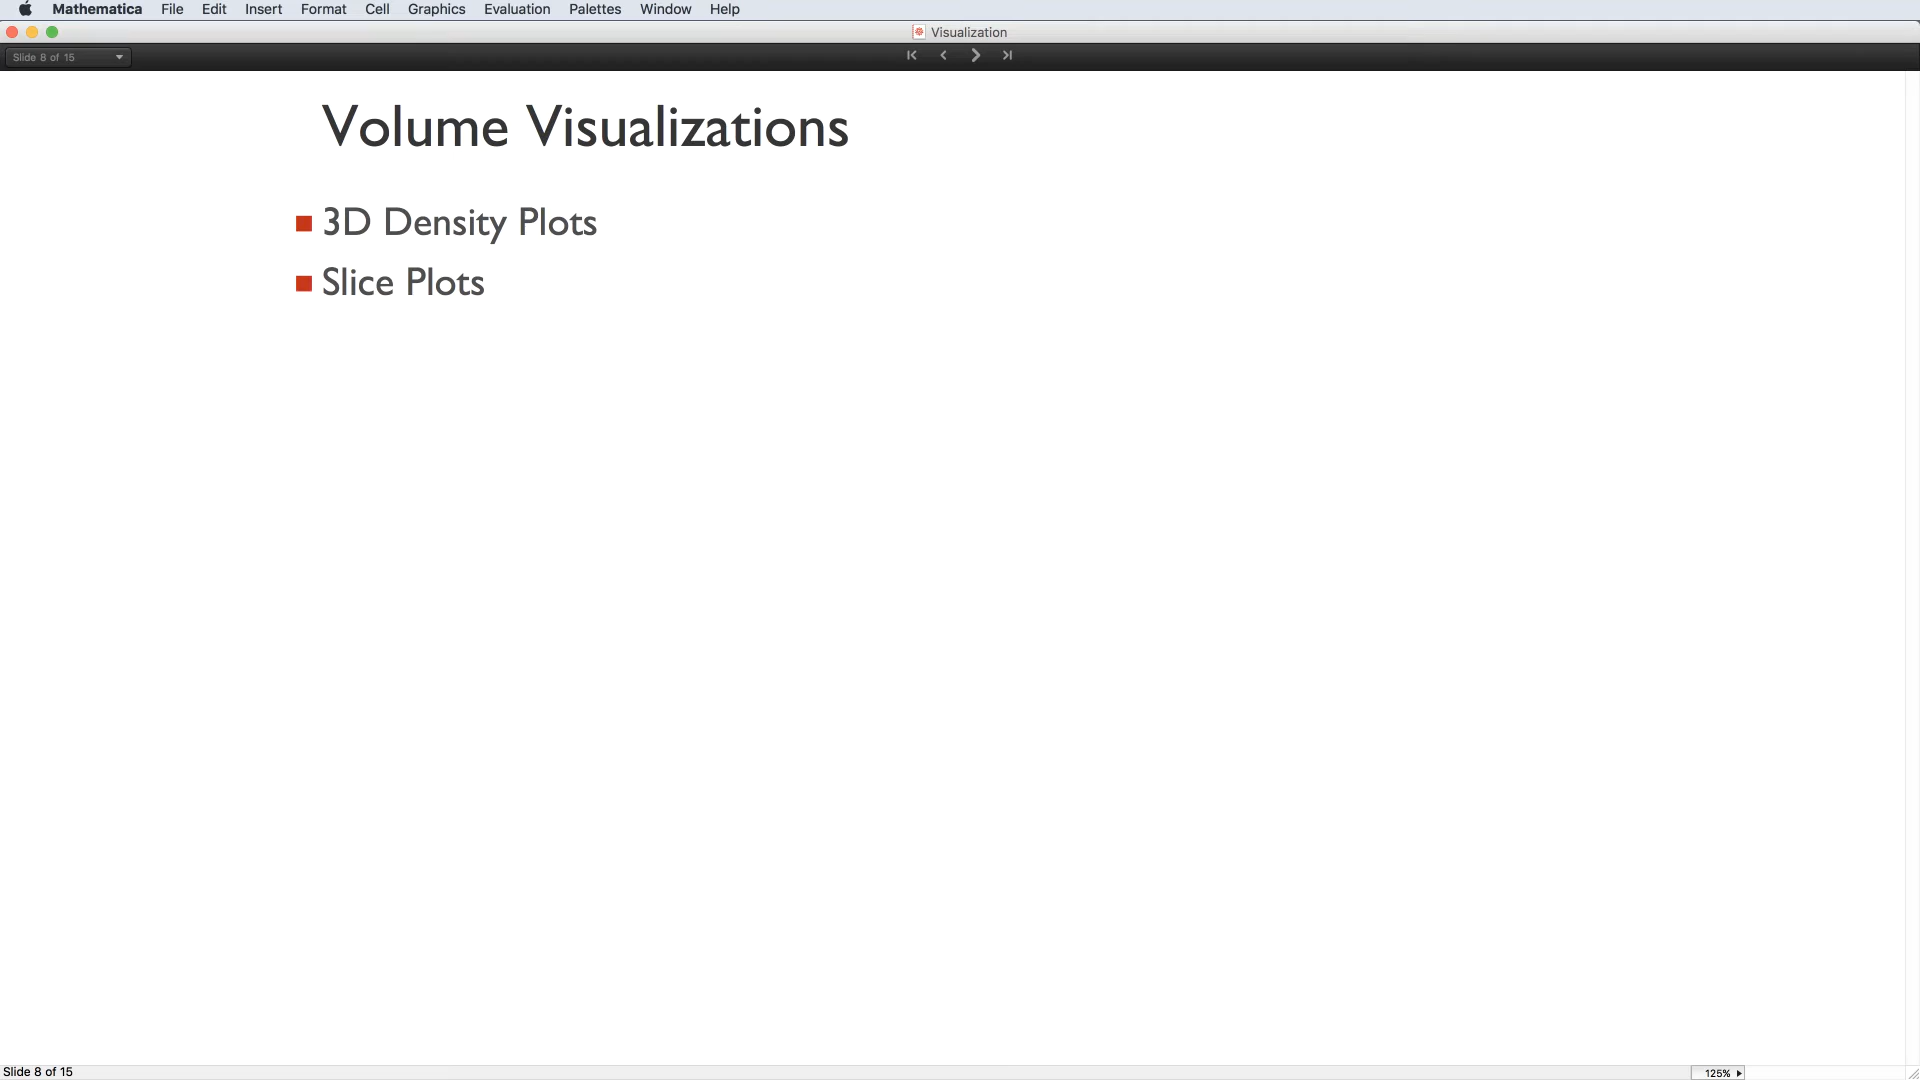 Mathematica File Edit Insert Format Cell Graphics Evaluation Palettes Window Help
Visualization
Slide 8 of 15
Volume Visualizations
3D Density Plots
Slice Plots
Slide 8 of 15
125%